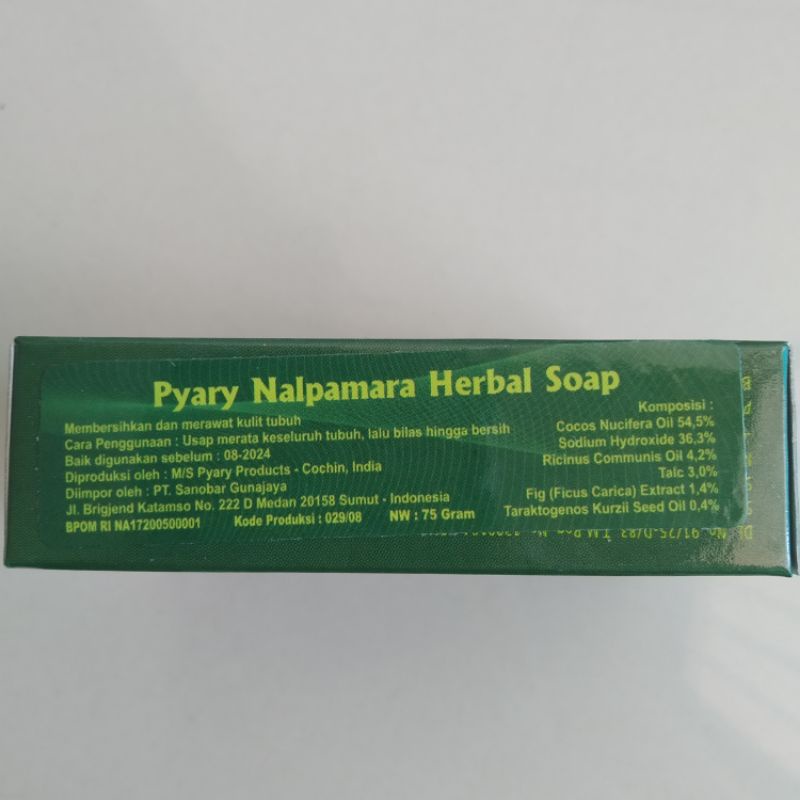 Pyary Nalpamara Herbal Soap
Membersihkan dan merawat kulit tubuh
Cara Penggunaan : Usap merata keseluruh tubuh, lalu bilas hingga bersih
Baik digunakan sebelum : 08-2024
Diproduksi oleh : M/S Pyary Products - Cochin, India
Diimpor oleh : PT. Sanobar Gunajaya
Jl. Brigjend Katamso No. 222 D Medan 20158 Sumut - Indonesia
BPOM RI NA17200500001 Kode Produksi : 029/08 NW : 75 Gram
Komposisi :
Cocos Nucifera Oil 54,5%
Sodium Hydroxide 36,3%
Ricinus Communis Oil 4,2%
Talc 3,0%
Fig (Ficus Carica) Extract 1,4%
Taraktogenos Kurzii Seed Oil 0,4%